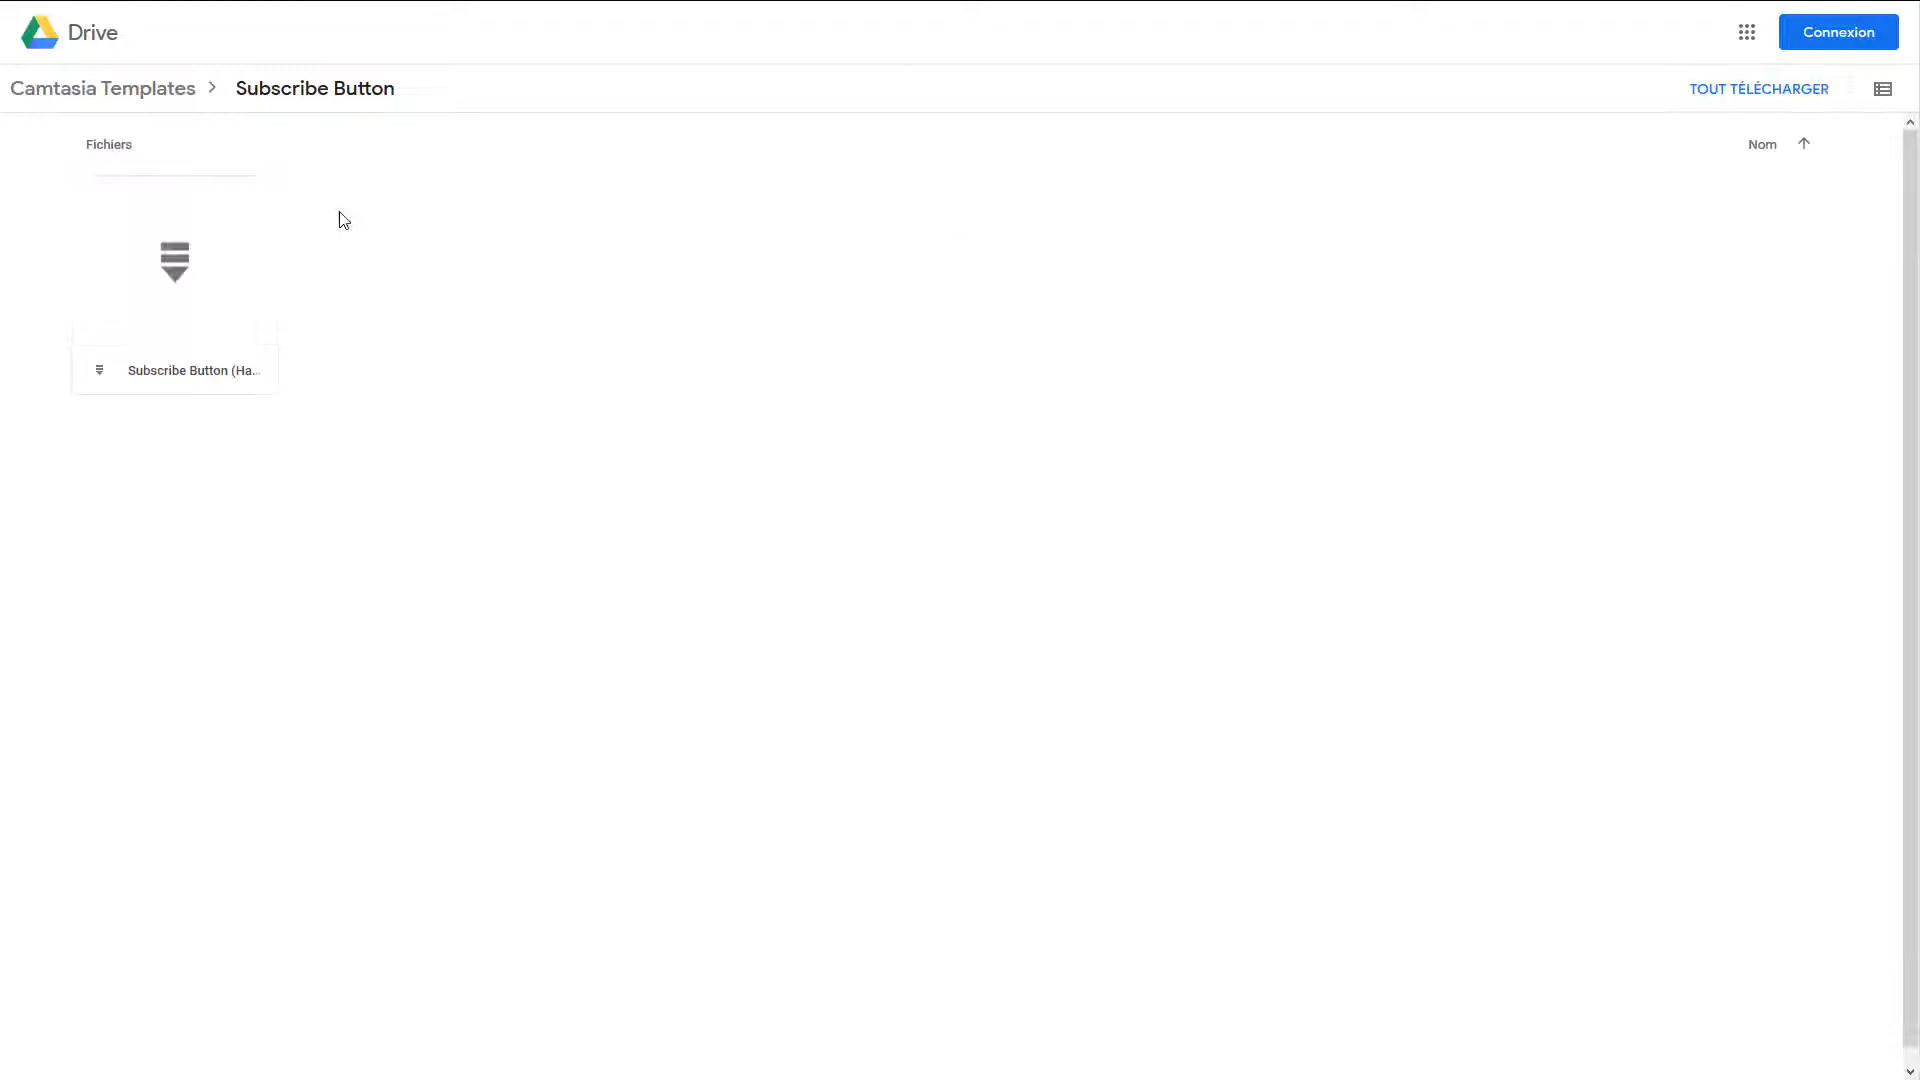 Drive
Connexion
Camtasia Templates > Subscribe Button
TOUT TÉLÉCHARGER
Fichiers
Nom
Subscribe Button (Ha...